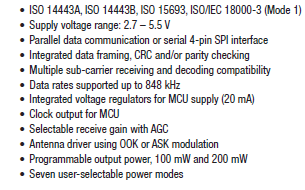 • ISO 14443A, ISO 14443B, ISO 15693, ISO/IEC 18000-3 (Mode 1)
• Supply voltage range: 2.7 – 5.5 V
• Parallel data communication or serial 4-pin SPI interface
• Integrated data framing, CRC and/or parity checking
• Multiple sub-carrier receiving and decoding compatibility
• Data rates supported up to 848 kHz
• Integrated voltage regulators for MCU supply (20 mA)
• Clock output for MCU
• Selectable receive gain with AGC
• Antenna driver using OOK or ASK modulation
• Programmable output power, 100 mW and 200 mW
• Seven user-selectable power modes